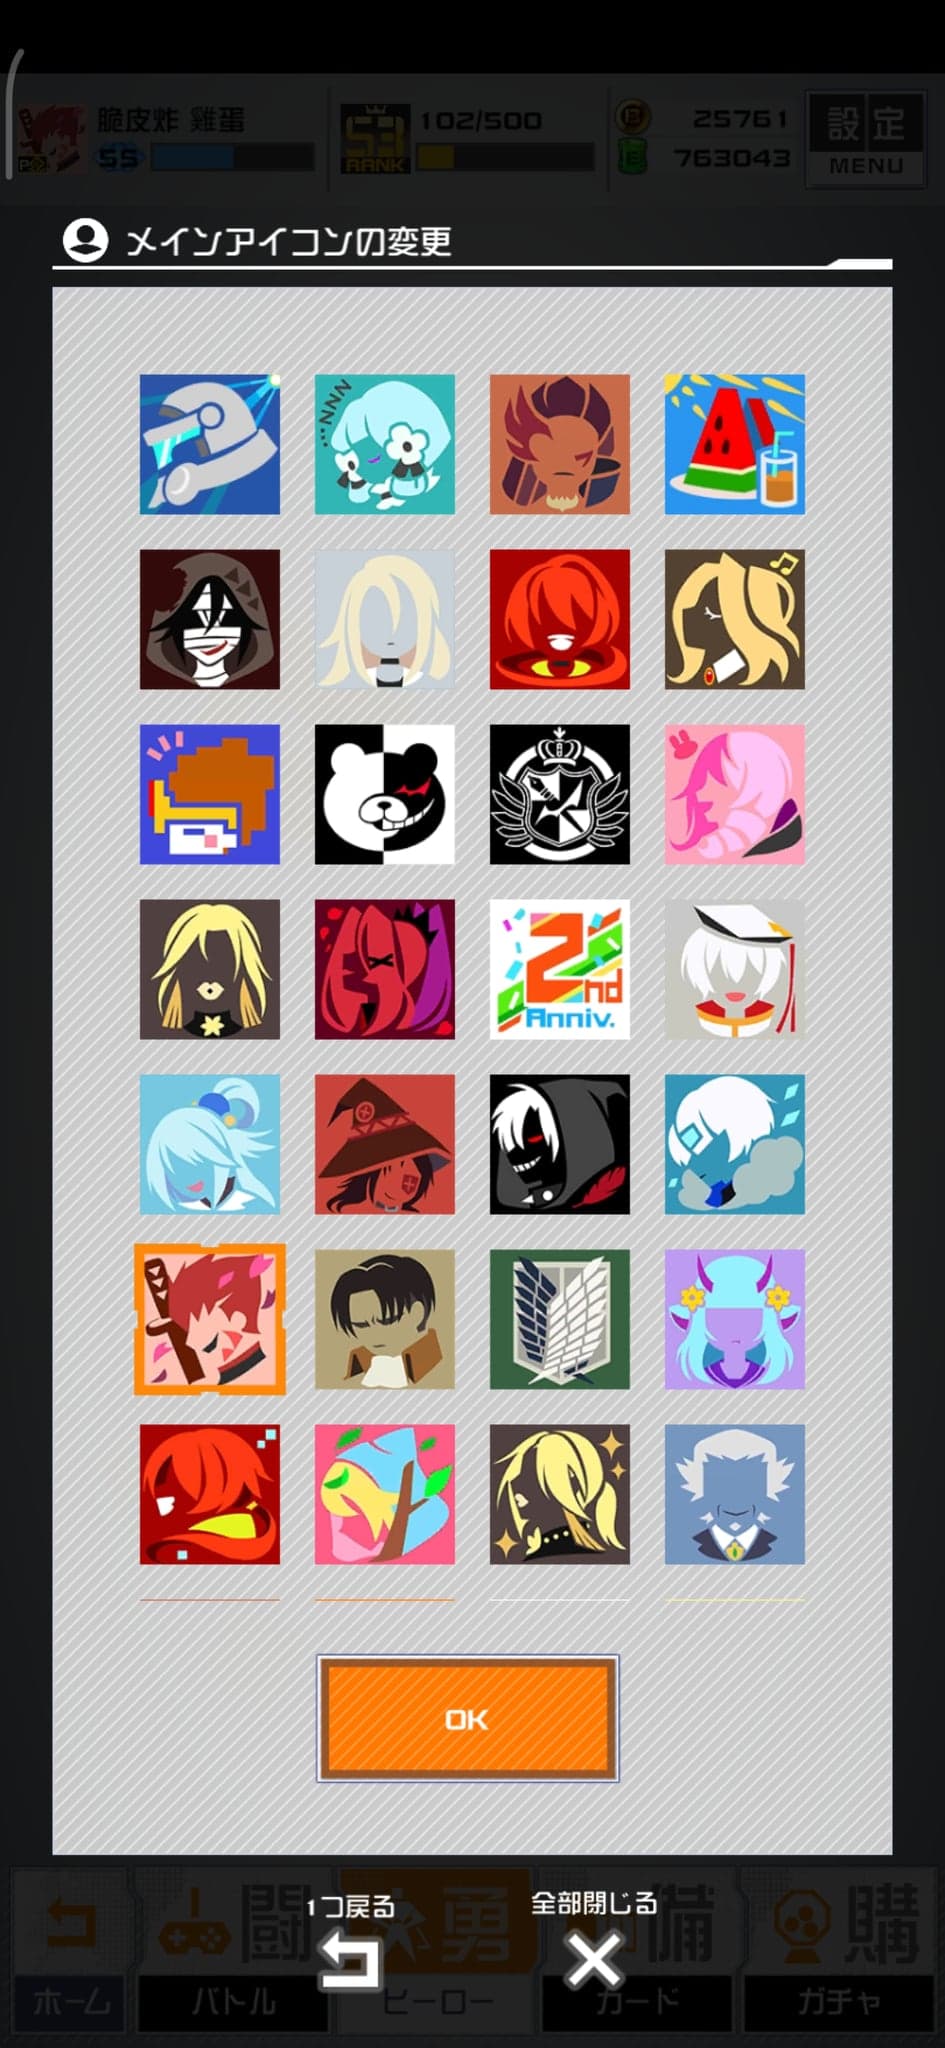 脆皮炸 雞蛋
55
S3
RANK
102/500
25761
763043
設定
MENU
メインアイコンの変更
NNN...
2nd
Anniv.
OK
1つ戻る
全部閉じる
闘
勇
備
購
ホーム
バトル
ヒーロー
カード
ガチャ